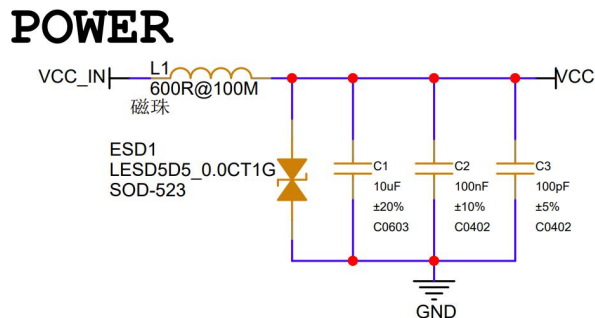 POWER
VCC_IN
L1
600R@100M
磁珠
VCC
ESD1
LESD5D5_0.0CT1G
SOD-523
C1
10uF
±20%
C0603
C2
100nF
±10%
C0402
C3
100pF
±5%
C0402
GND